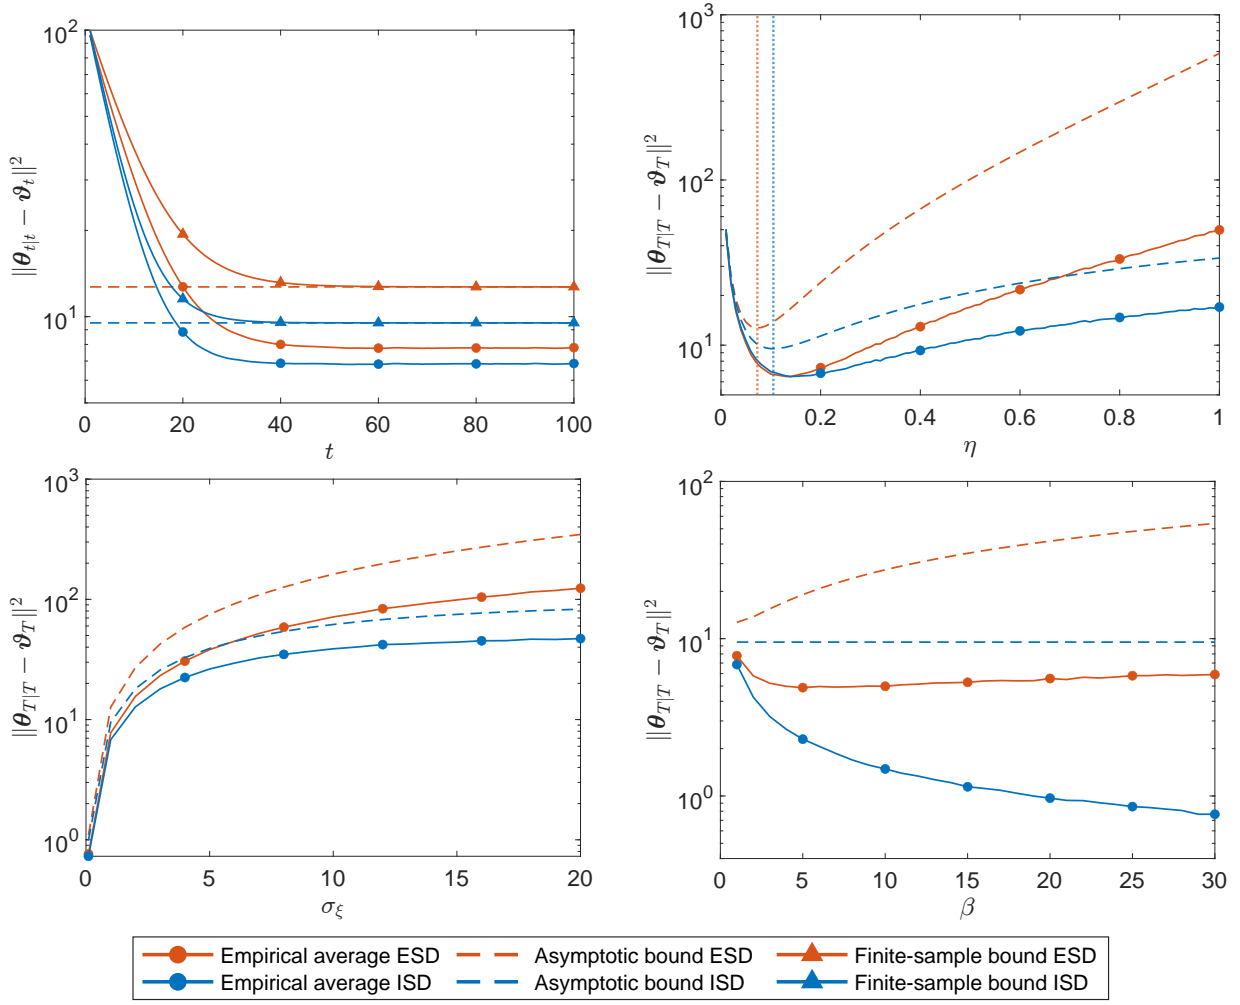 10^2
10^1
||θ_{t|t} − ϑ_t||^2
0 20 40 60 80 100
t
10^3
10^2
10^1
||θ_{T|T} − ϑ_T||^2
0 0.2 0.4 0.6 0.8 1
η
10^3
10^2
10^1
10^0
||θ_{T|T} − ϑ_T||^2
0 5 10 15 20
σ_ξ
10^2
10^1
10^0
||θ_{T|T} − ϑ_T||^2
0 5 10 15 20 25 30
β
Empirical average ESD Asymptotic bound ESD Finite-sample bound ESD
Empirical average ISD Asymptotic bound ISD Finite-sample bound ISD